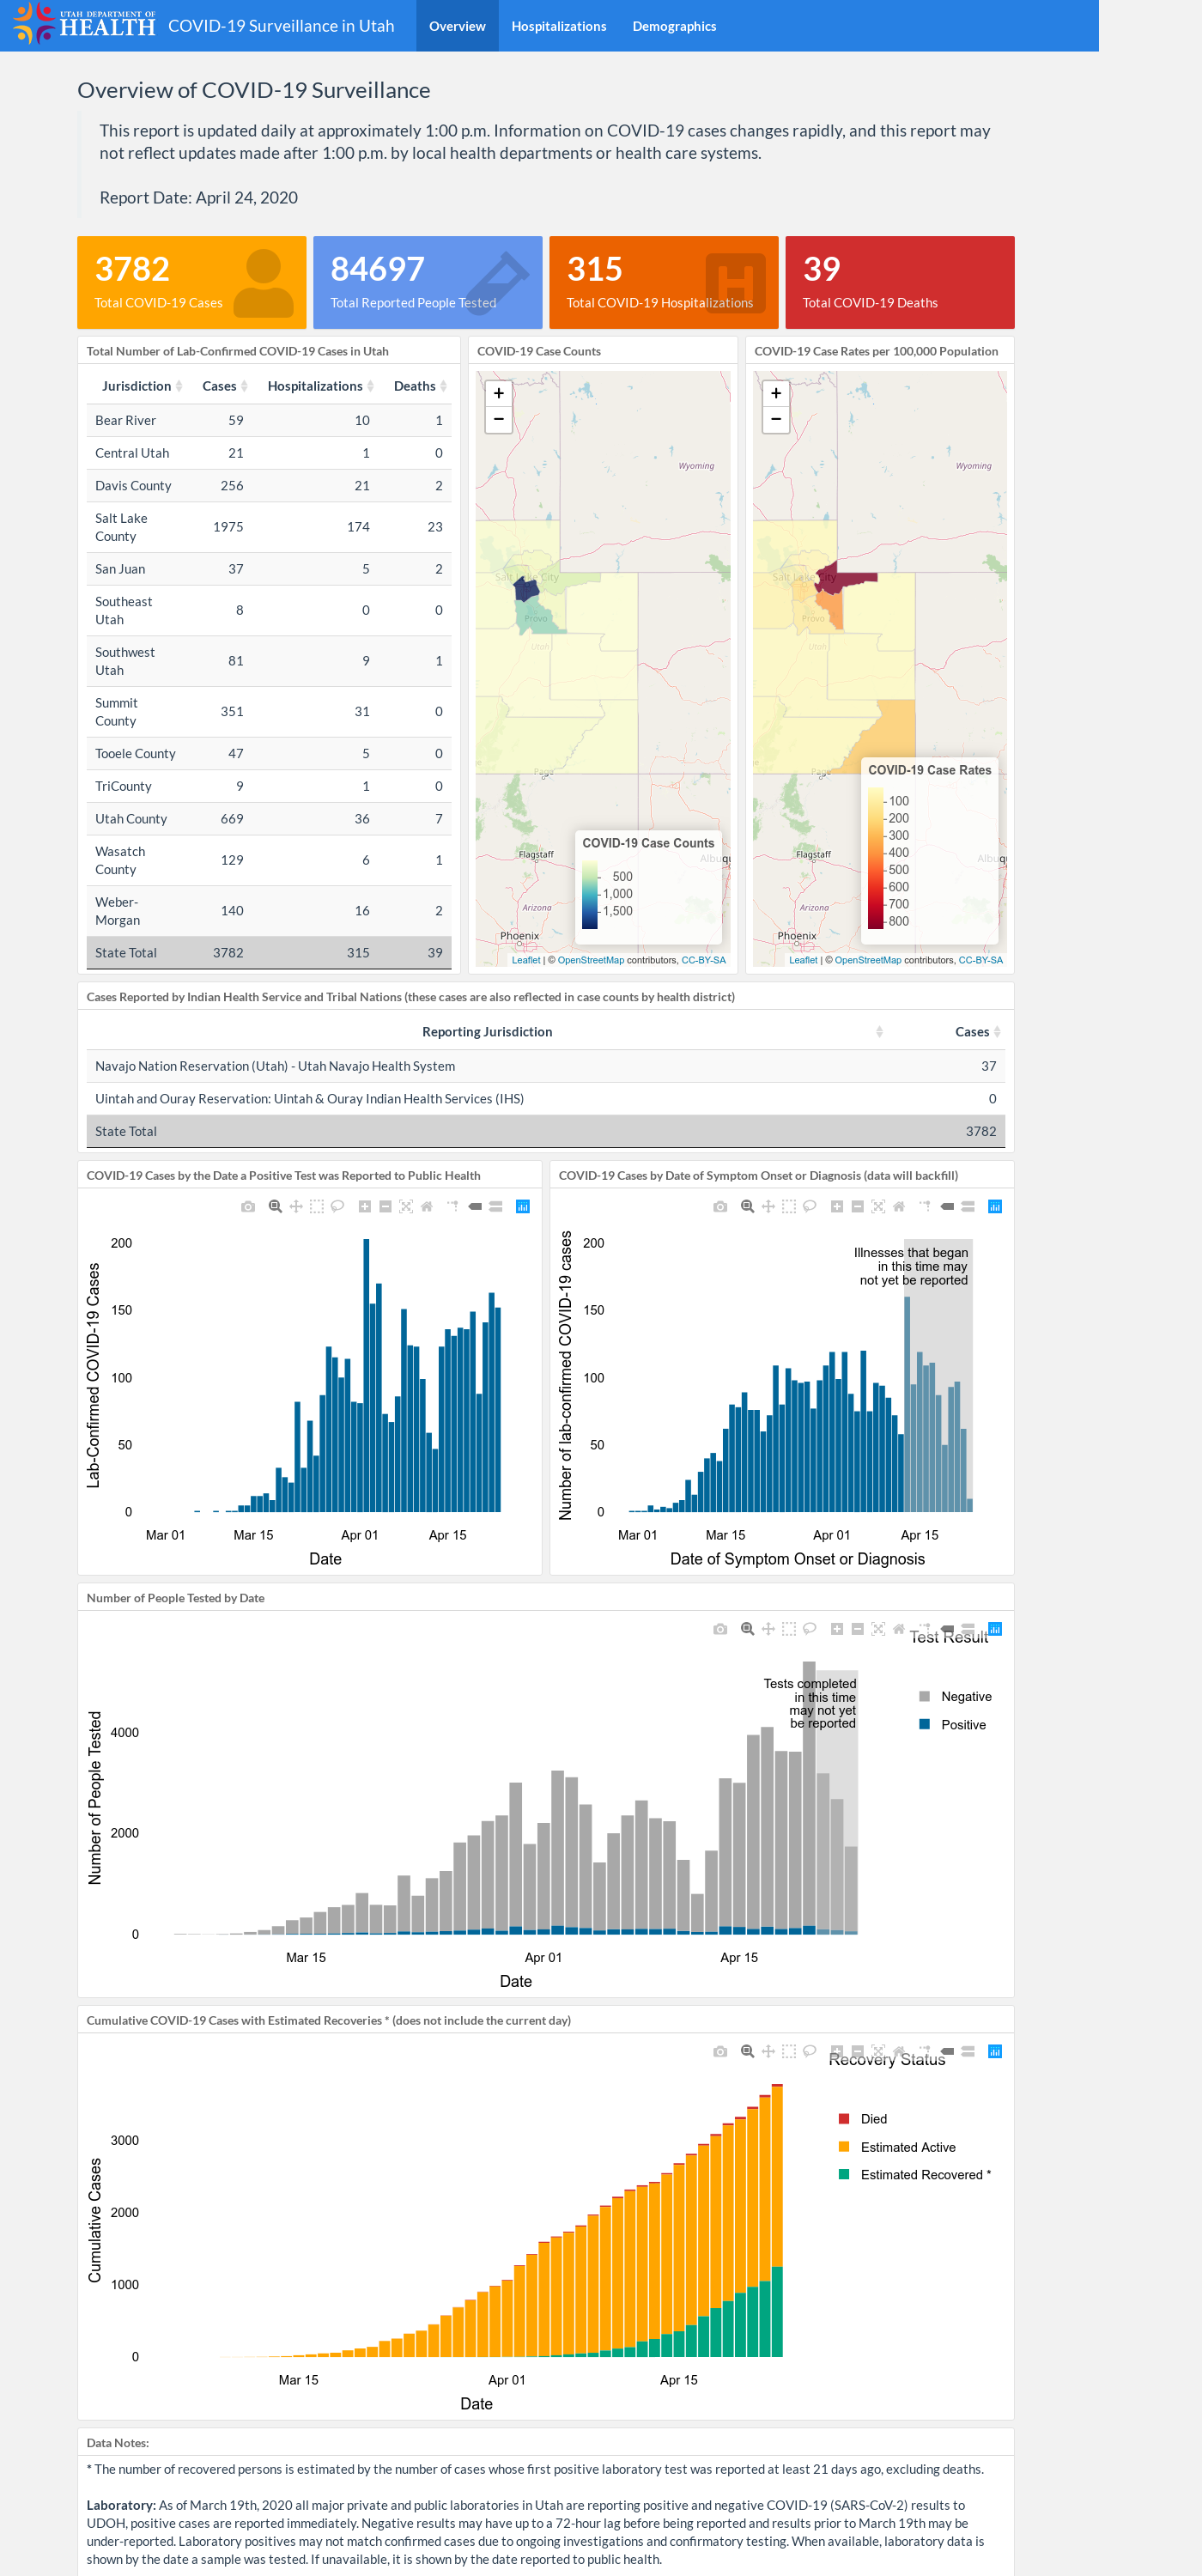 UTAH DEPARTMENT OF
HEALTH
COVID-19 Surveillance in Utah
Overview
Hospitalizations
Demographics
Overview of COVID-19 Surveillance
This report is updated daily at approximately 1:00 p.m. Information on COVID-19 cases changes rapidly, and this report may
not reflect updates made after 1:00 p.m. by local health departments or health care systems.
Report Date: April 24, 2020
3782
Total COVID-19 Cases
84697
Total Reported People Tested
315
Total COVID-19 Hospitalizations
39
Total COVID-19 Deaths
Total Number of Lab-Confirmed COVID-19 Cases in Utah
Jurisdiction Cases Hospitalizations Deaths
Bear River 59 10 1
Central Utah 21 1 0
Davis County 256 21 2
Salt Lake
County 1975 174 23
San Juan 37 5 2
Southeast
Utah 8 0 0
Southwest
Utah 81 9 1
Summit
County 351 31 0
Tooele County 47 5 0
TriCounty 9 1 0
Utah County 669 36 7
Wasatch
County 129 6 1
Weber-
Morgan 140 16 2
State Total 3782 315 39
COVID-19 Case Counts
+
−
Wyoming
Salt Lake City
Provo
Utah
Page
Flagstaff
Albuqu
Arizona
Phoenix
COVID-19 Case Counts
500
1,000
1,500
Leaflet | © OpenStreetMap contributors, CC-BY-SA
COVID-19 Case Rates per 100,000 Population
+
−
Wyoming
Salt Lake City
Provo
Utah
Page
Flagstaff
Albuqu
Arizona
Phoenix
COVID-19 Case Rates
100
200
300
400
500
600
700
800
Leaflet | © OpenStreetMap contributors, CC-BY-SA
Cases Reported by Indian Health Service and Tribal Nations (these cases are also reflected in case counts by health district)
Reporting Jurisdiction Cases
Navajo Nation Reservation (Utah) - Utah Navajo Health System 37
Uintah and Ouray Reservation: Uintah & Ouray Indian Health Services (IHS) 0
State Total 3782
COVID-19 Cases by the Date a Positive Test was Reported to Public Health
Lab-Confirmed COVID-19 Cases
200
150
100
50
0
Mar 01 Mar 15 Apr 01 Apr 15
Date
COVID-19 Cases by Date of Symptom Onset or Diagnosis (data will backfill)
Number of lab-confirmed COVID-19 cases
200
150
100
50
0
Illnesses that began
in this time may
not yet be reported
Mar 01 Mar 15 Apr 01 Apr 15
Date of Symptom Onset or Diagnosis
Number of People Tested by Date
Number of People Tested
4000
2000
0
Tests completed
in this time
may not yet
be reported
Test Result
Negative
Positive
Mar 15 Apr 01 Apr 15
Date
Cumulative COVID-19 Cases with Estimated Recoveries * (does not include the current day)
Cumulative Cases
3000
2000
1000
0
Recovery Status
Died
Estimated Active
Estimated Recovered *
Mar 15 Apr 01 Apr 15
Date
Data Notes:
* The number of recovered persons is estimated by the number of cases whose first positive laboratory test was reported at least 21 days ago, excluding deaths.
Laboratory: As of March 19th, 2020 all major private and public laboratories in Utah are reporting positive and negative COVID-19 (SARS-CoV-2) results to
UDOH, positive cases are reported immediately. Negative results may have up to a 72-hour lag before being reported and results prior to March 19th may be
under-reported. Laboratory positives may not match confirmed cases due to ongoing investigations and confirmatory testing. When available, laboratory data is
shown by the date a sample was tested. If unavailable, it is shown by the date reported to public health.